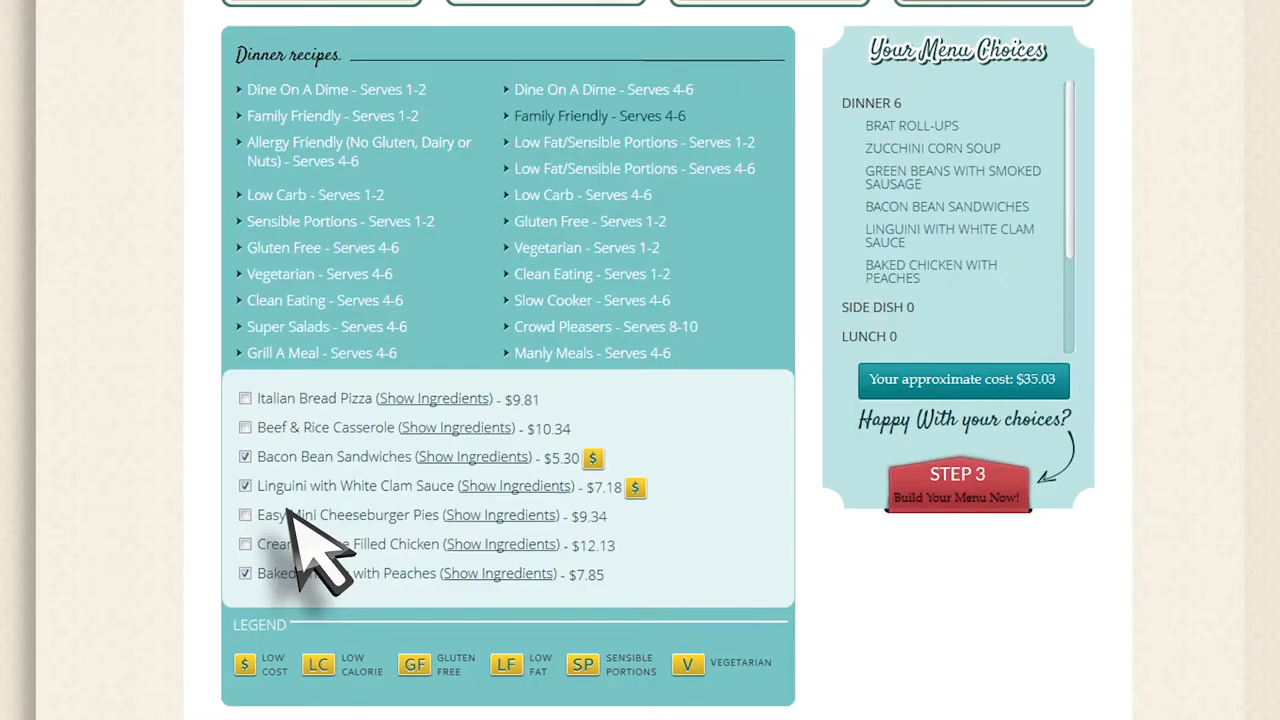 Dinner recipes
Dine On A Dime - Serves 1-2
Dine On A Dime - Serves 4-6
Family Friendly - Serves 1-2
Family Friendly - Serves 4-6
Allergy Friendly (No Gluten, Dairy or
Nuts) - Serves 4-6
Low Fat/Sensible Portions - Serves 1-2
Low Fat/Sensible Portions - Serves 4-6
Low Carb - Serves 1-2
Low Carb - Serves 4-6
Sensible Portions - Serves 1-2
Gluten Free - Serves 1-2
Gluten Free - Serves 4-6
Vegetarian - Serves 1-2
Vegetarian - Serves 4-6
Clean Eating - Serves 1-2
Clean Eating - Serves 4-6
Slow Cooker - Serves 4-6
Super Salads - Serves 4-6
Crowd Pleasers - Serves 8-10
Grill A Meal - Serves 4-6
Manly Meals - Serves 4-6
Italian Bread Pizza (Show Ingredients) - $9.81
Beef & Rice Casserole (Show Ingredients) - $10.34
Bacon Bean Sandwiches (Show Ingredients) - $5.30 $
Linguini with White Clam Sauce (Show Ingredients) - $7.18 $
Easy Mini Cheeseburger Pies (Show Ingredients) - $9.34
Filled Chicken (Show Ingredients) - $12.13
Baked with Peaches (Show Ingredients) - $7.85
LEGEND
$ LOW COST
LC LOW CALORIE
GF GLUTEN FREE
LF LOW FAT
SP SENSIBLE PORTIONS
V VEGETARIAN
Your Menu Choices
DINNER 6
BRAT ROLL-UPS
ZUCCHINI CORN SOUP
GREEN BEANS WITH SMOKED
SAUSAGE
BACON BEAN SANDWICHES
LINGUINI WITH WHITE CLAM
SAUCE
BAKED CHICKEN WITH
PEACHES
SIDE DISH 0
LUNCH 0
Your approximate cost: $35.03
Happy With your choices?
STEP 3
Build Your Menu Now!